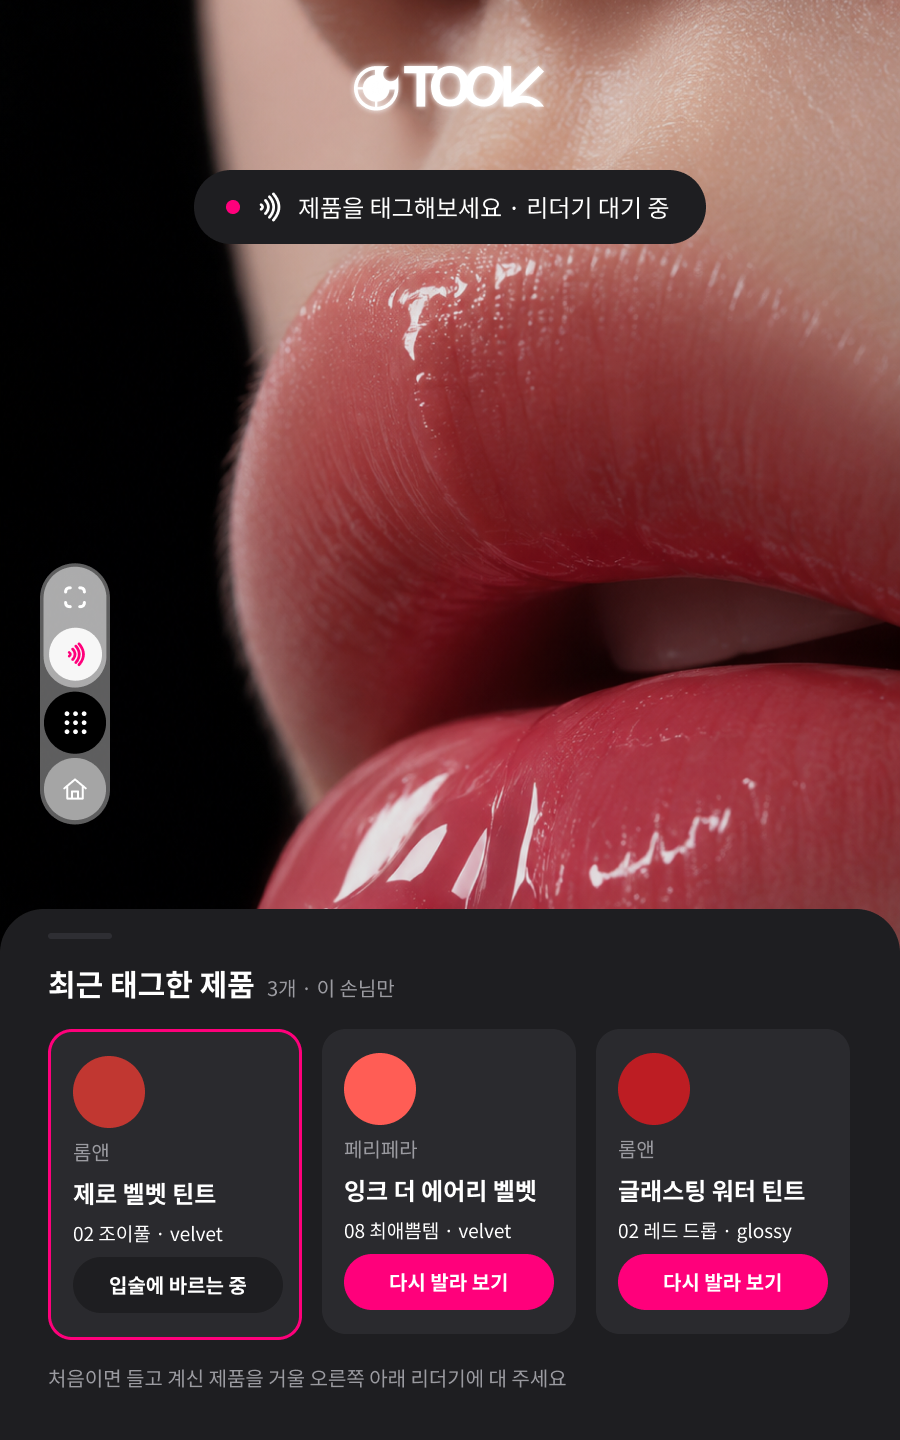 TOOK
제품을 태그해보세요 · 리더기 대기 중
최근 태그한 제품 3개 · 이 손님만
롬앤
제로 벨벳 틴트
02 조이풀 · velvet
입술에 바르는 중
페리페라
잉크 더 에어리 벨벳
08 최애쁨템 · velvet
다시 발라 보기
롬앤
글래스팅 워터 틴트
02 레드 드롭 · glossy
다시 발라 보기
처음이면 들고 계신 제품을 거울 오른쪽 아래 리더기에 대 주세요